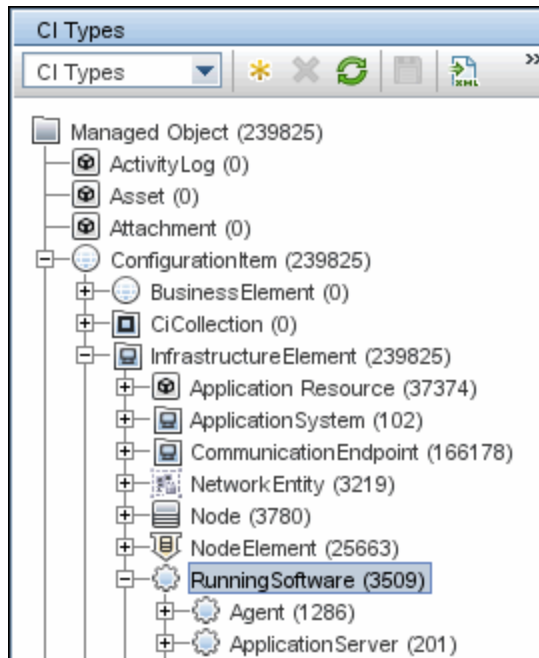 CI Types
CI Types
»
XML
Managed Object (239825)
ActivityLog (0)
Asset (0)
Attachment (0)
ConfigurationItem (239825)
BusinessElement (0)
CiCollection (0)
InfrastructureElement (239825)
Application Resource (37374)
ApplicationSystem (102)
CommunicationEndpoint (166178)
NetworkEntity (3219)
Node (3780)
NodeElement (25663)
RunningSoftware (3509)
Agent (1286)
ApplicationServer (201)